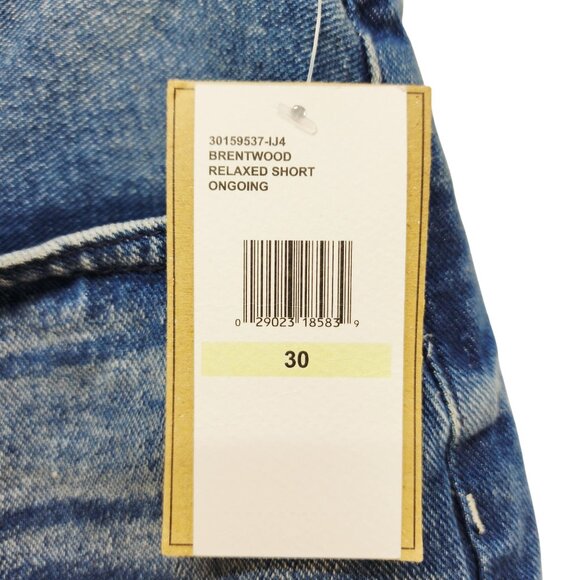 30159537-IJ4
BRENTWOOD
RELAXED SHORT
ONGOING
0 29023 18583 9
30